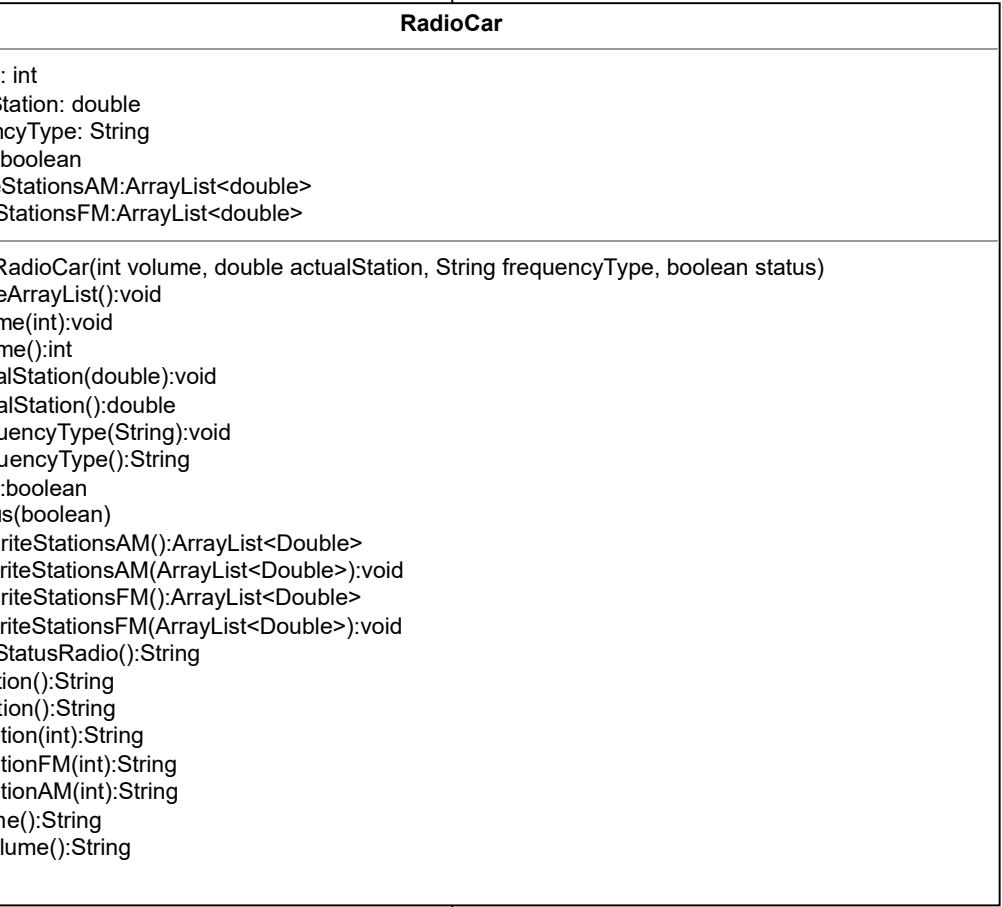 RadioCar
: int
Station: double
ncyType: String
boolean
eStationsAM:ArrayList<double>
StationsFM:ArrayList<double>
RadioCar(int volume, double actualStation, String frequencyType, boolean status)
eArrayList():void
me(int):void
me():int
alStation(double):void
alStation():double
uencyType(String):void
uencyType():String
:boolean
us(boolean)
riteStationsAM():ArrayList<Double>
riteStationsAM(ArrayList<Double>):void
riteStationsFM():ArrayList<Double>
riteStationsFM(ArrayList<Double>):void
StatusRadio():String
tion():String
tion():String
tion(int):String
tionFM(int):String
tionAM(int):String
me():String
lume():String